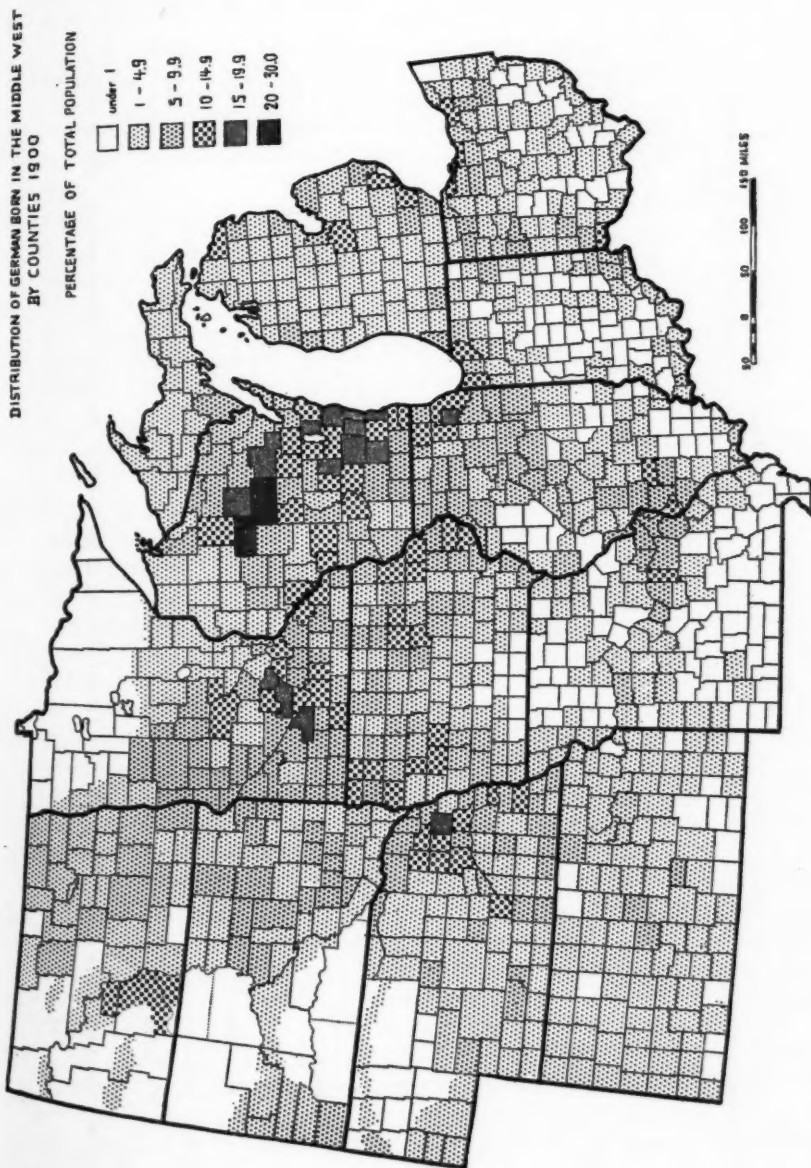 DISTRIBUTION OF GERMAN BORN IN THE MIDDLE WEST
BY COUNTIES 1900
PERCENTAGE OF TOTAL POPULATION
under 1
1 - 4.9
5 - 9.9
10 - 14.9
15 - 19.9
20 - 30.0
50 0 50 100 150 MILES